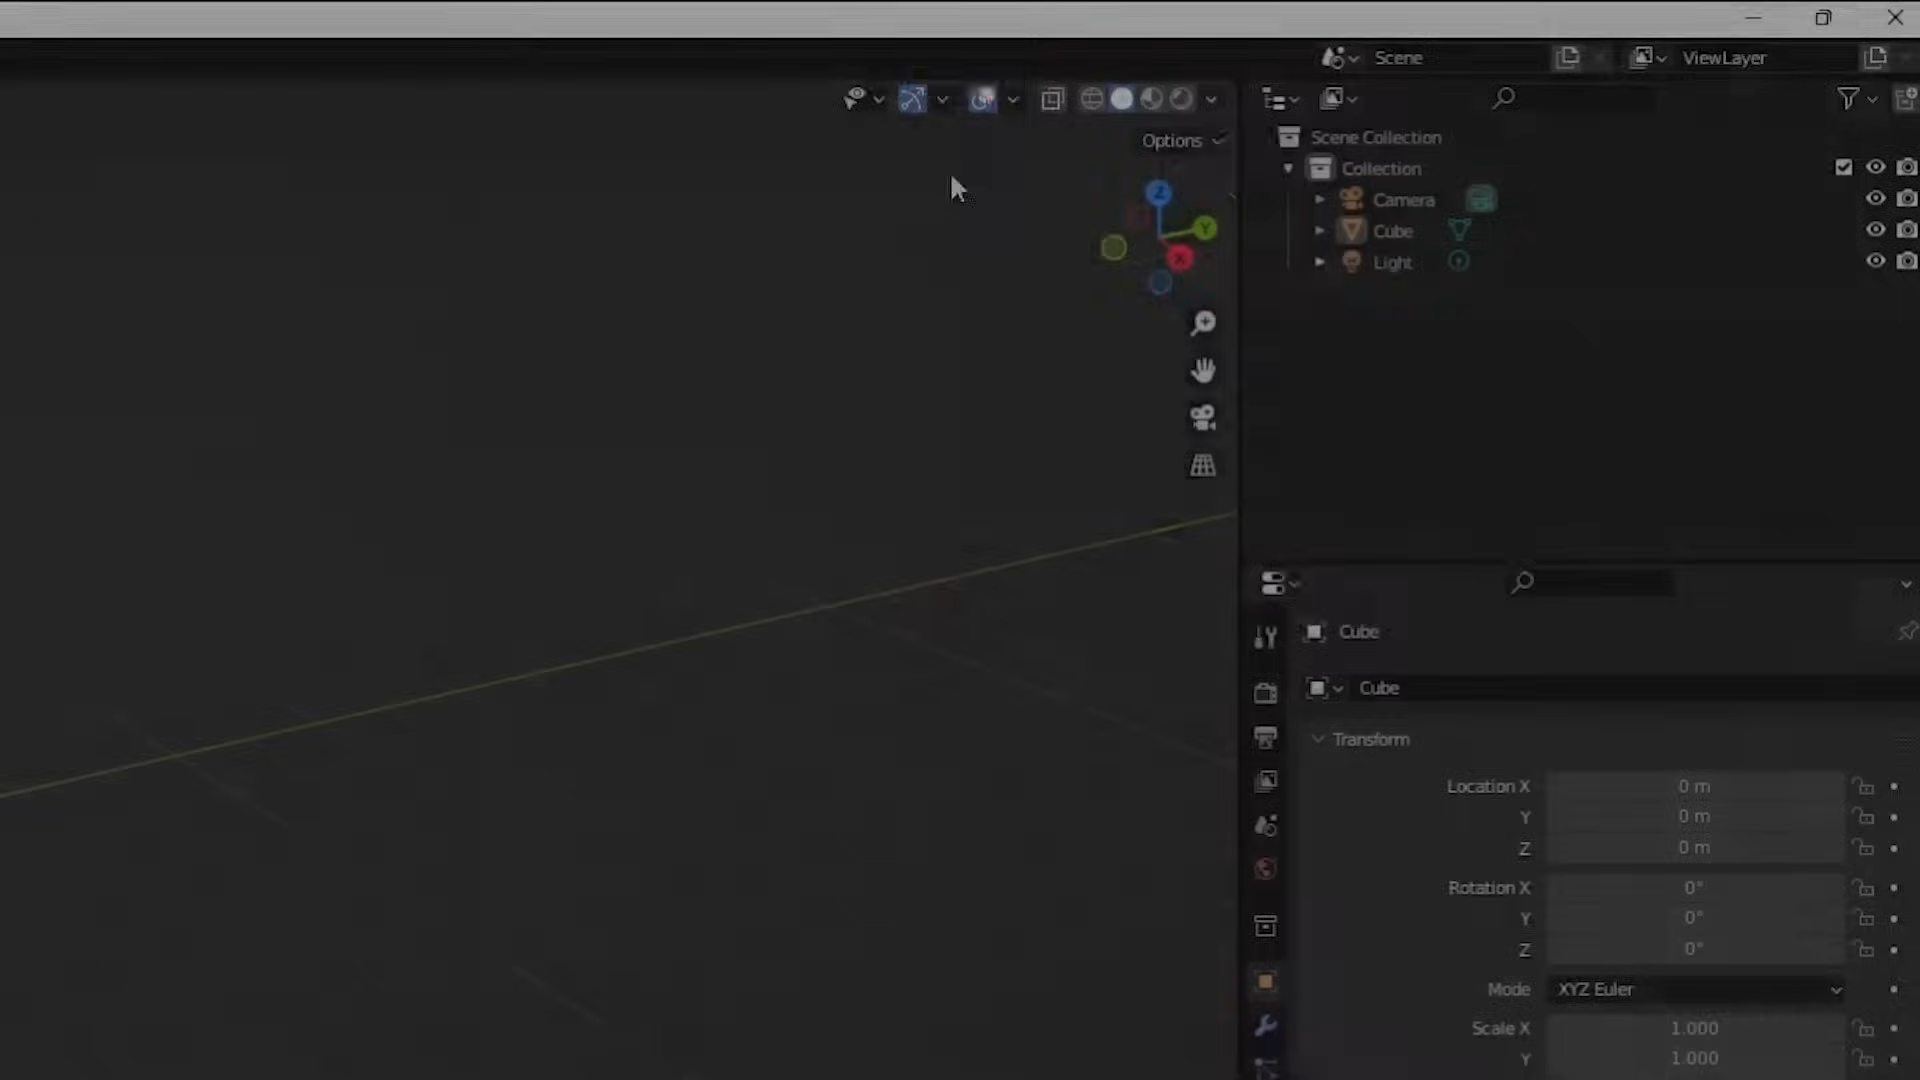 Scene
ViewLayer
Options
Scene Collection
Collection
Camera
Cube
Light
Z
Y
X
Cube
Cube
Transform
Location X 0 m
Y 0 m
Z 0 m
Rotation X 0°
Y 0°
Z 0°
Mode XYZ Euler
Scale X 1.000
Y 1.000